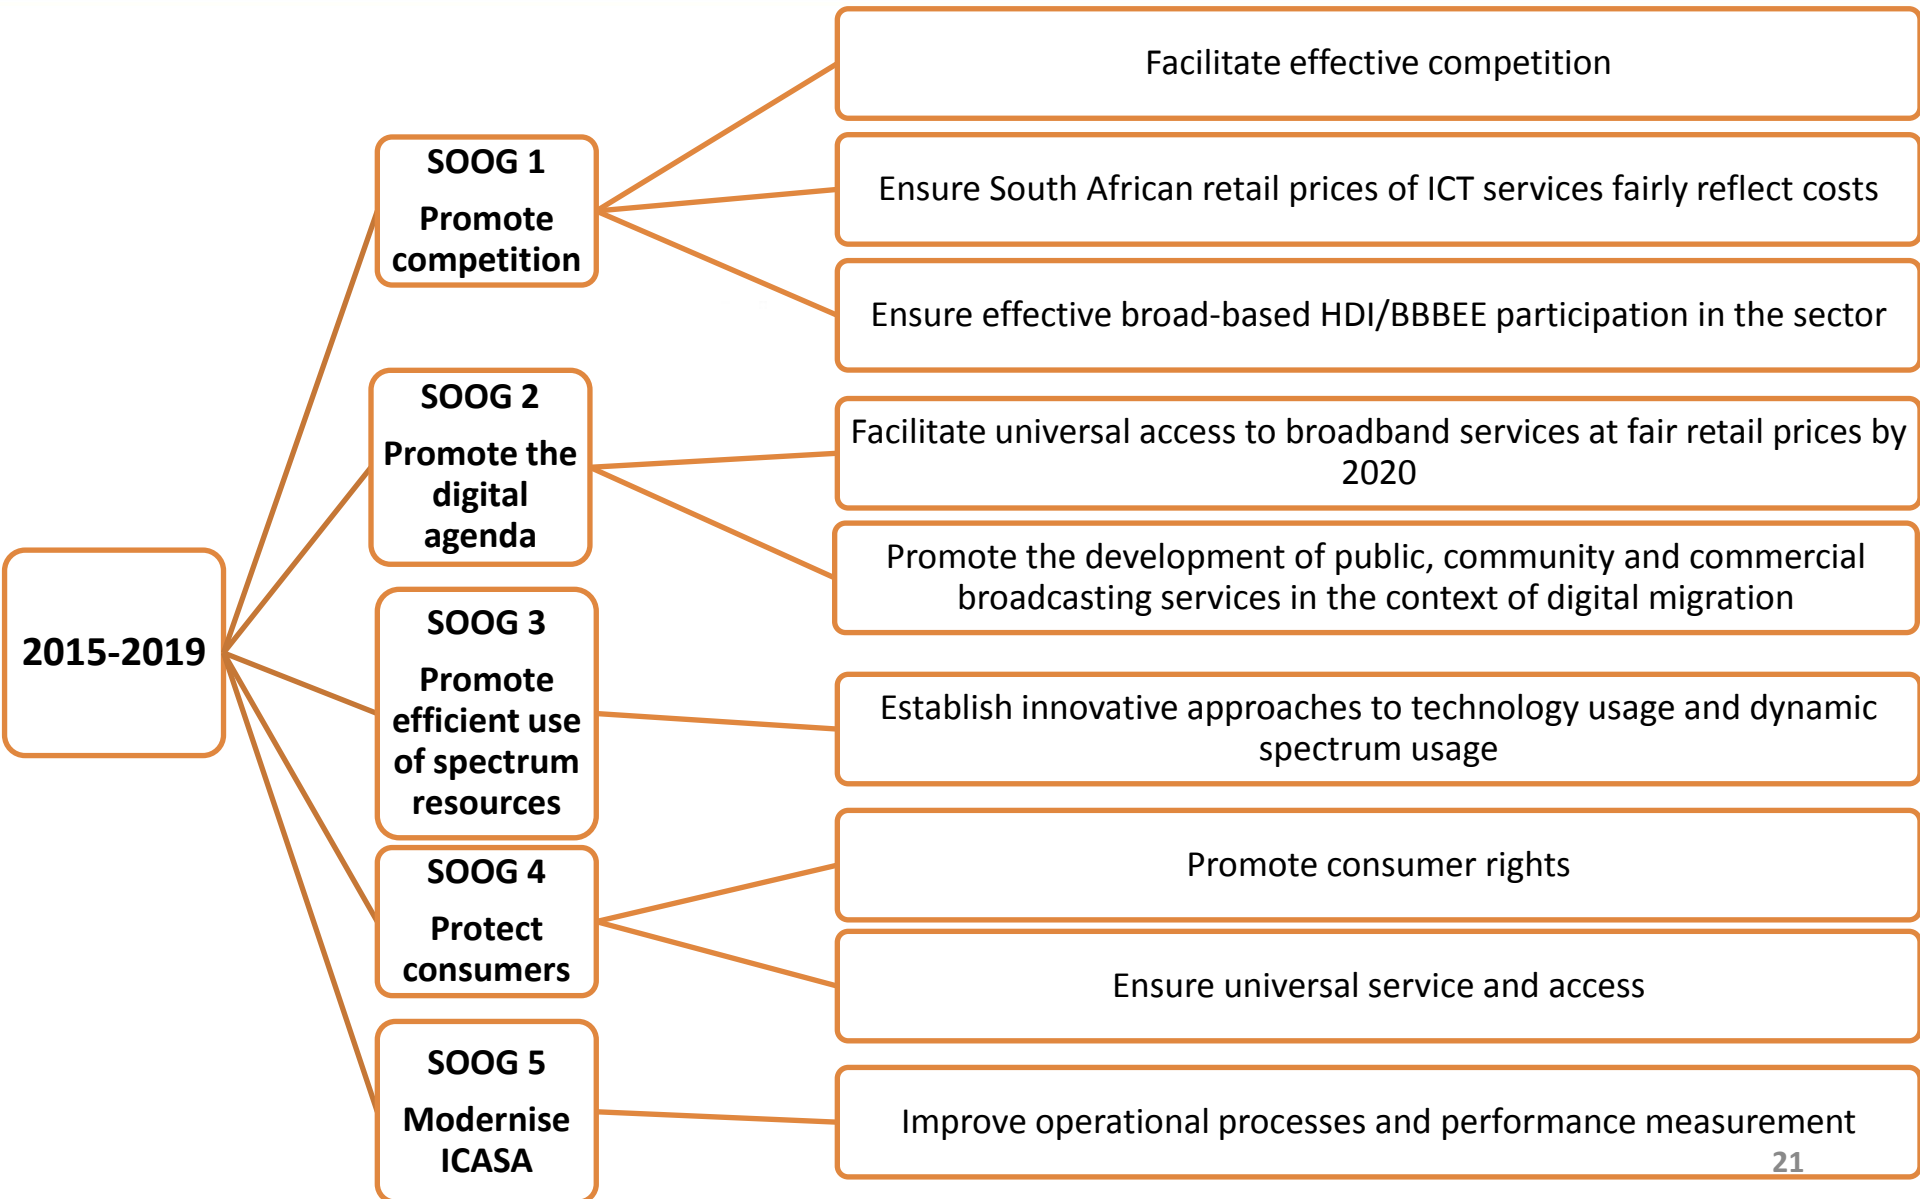 2015-2019
SOOG 1
Promote
competition
Facilitate effective competition
Ensure South African retail prices of ICT services fairly reflect costs
Ensure effective broad-based HDI/BBBEE participation in the sector
SOOG 2
Promote the
digital
agenda
Facilitate universal access to broadband services at fair retail prices by
2020
Promote the development of public, community and commercial
broadcasting services in the context of digital migration
SOOG 3
Promote
efficient use
of spectrum
resources
Establish innovative approaches to technology usage and dynamic
spectrum usage
SOOG 4
Protect
consumers
Promote consumer rights
Ensure universal service and access
SOOG 5
Modernise
ICASA
Improve operational processes and performance measurement
21